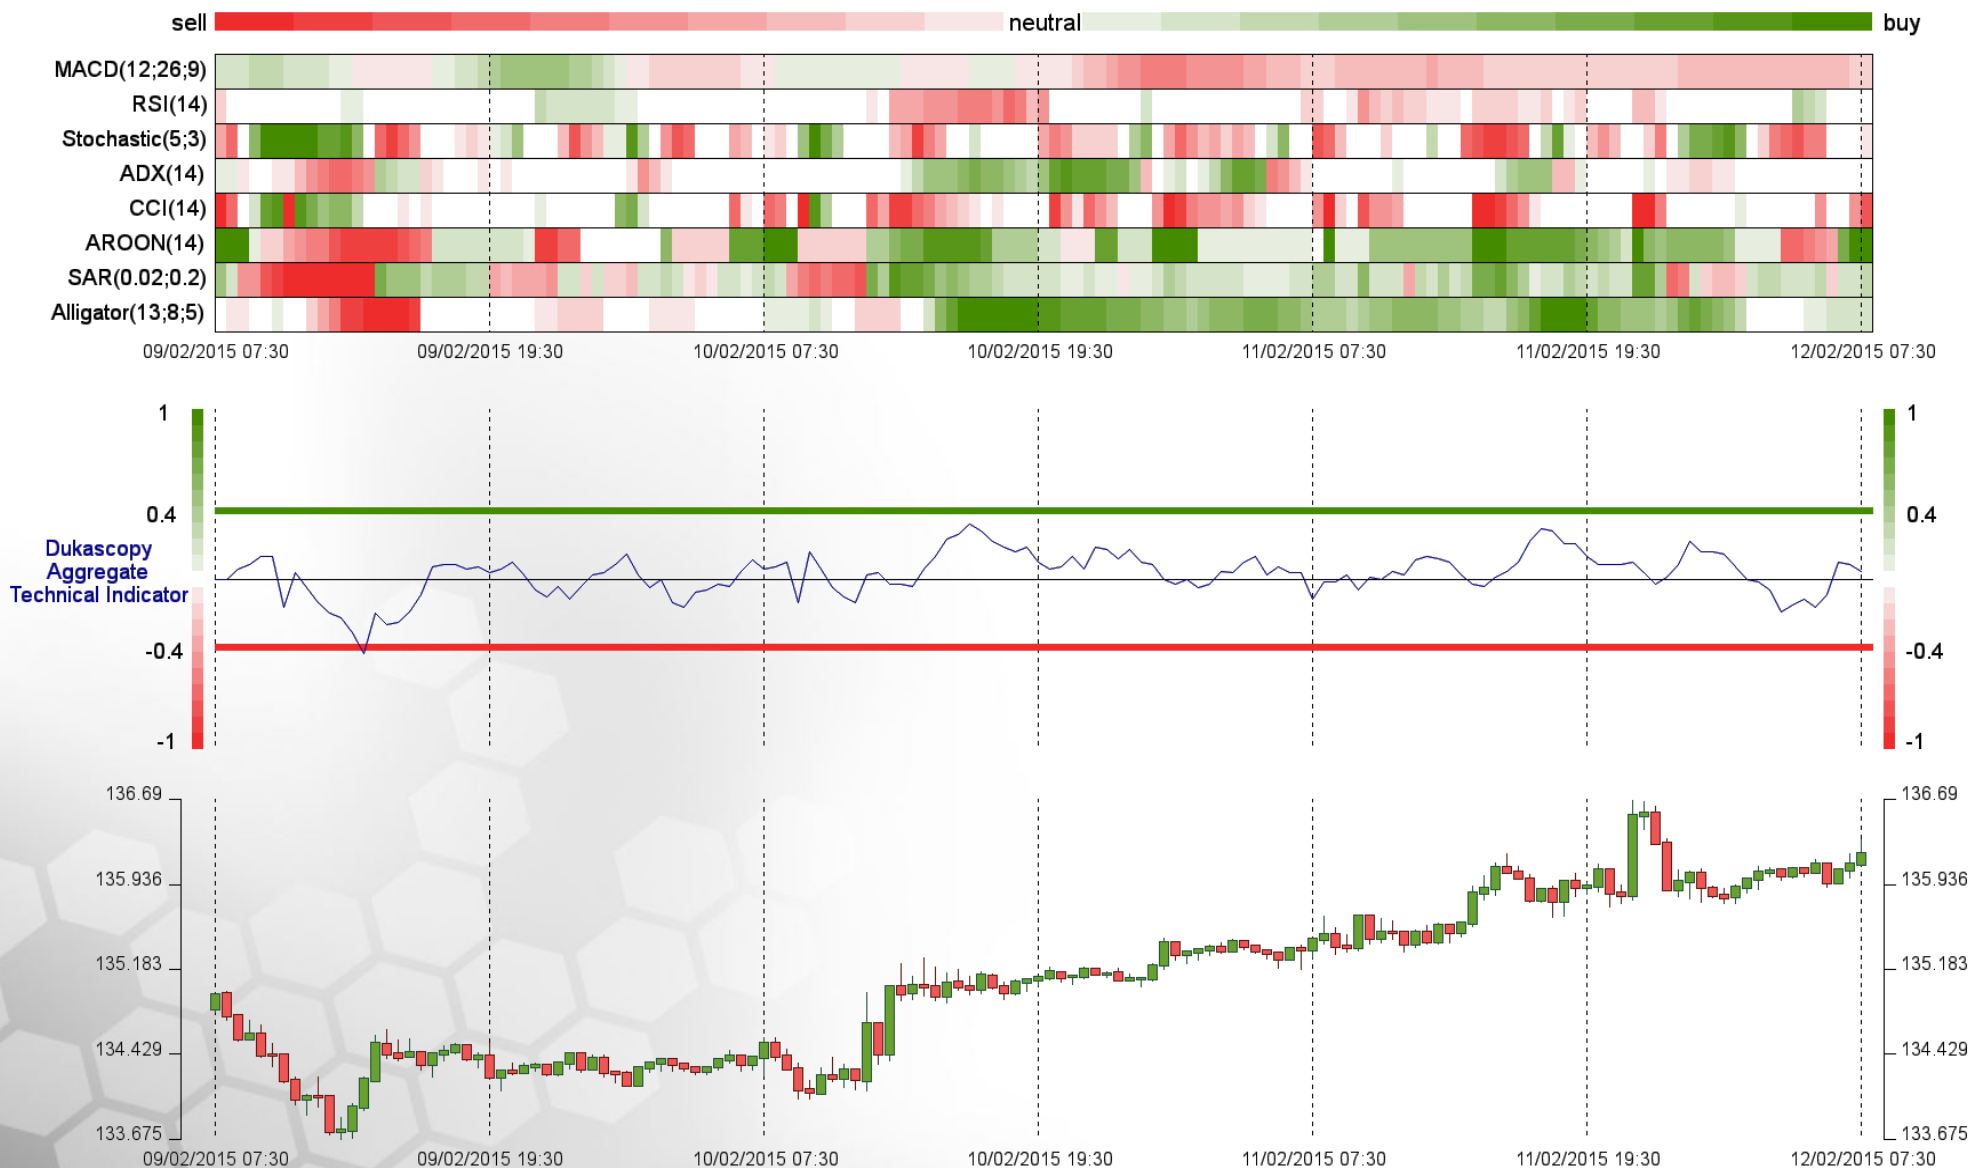 sell neutral buy
MACD(12;26;9)
RSI(14)
Stochastic(5;3)
ADX(14)
CCI(14)
AROON(14)
SAR(0.02;0.2)
Alligator(13;8;5)
09/02/2015 07:30 09/02/2015 19:30 10/02/2015 07:30 10/02/2015 19:30 11/02/2015 07:30 11/02/2015 19:30 12/02/2015 07:30
1 1
0.4 0.4
Dukascopy
Aggregate
Technical Indicator
-0.4 -0.4
-1 -1
136.69 136.69
135.936 135.936
135.183 135.183
134.429 134.429
133.675 133.675
09/02/2015 07:30 09/02/2015 19:30 10/02/2015 07:30 10/02/2015 19:30 11/02/2015 07:30 11/02/2015 19:30 12/02/2015 07:30